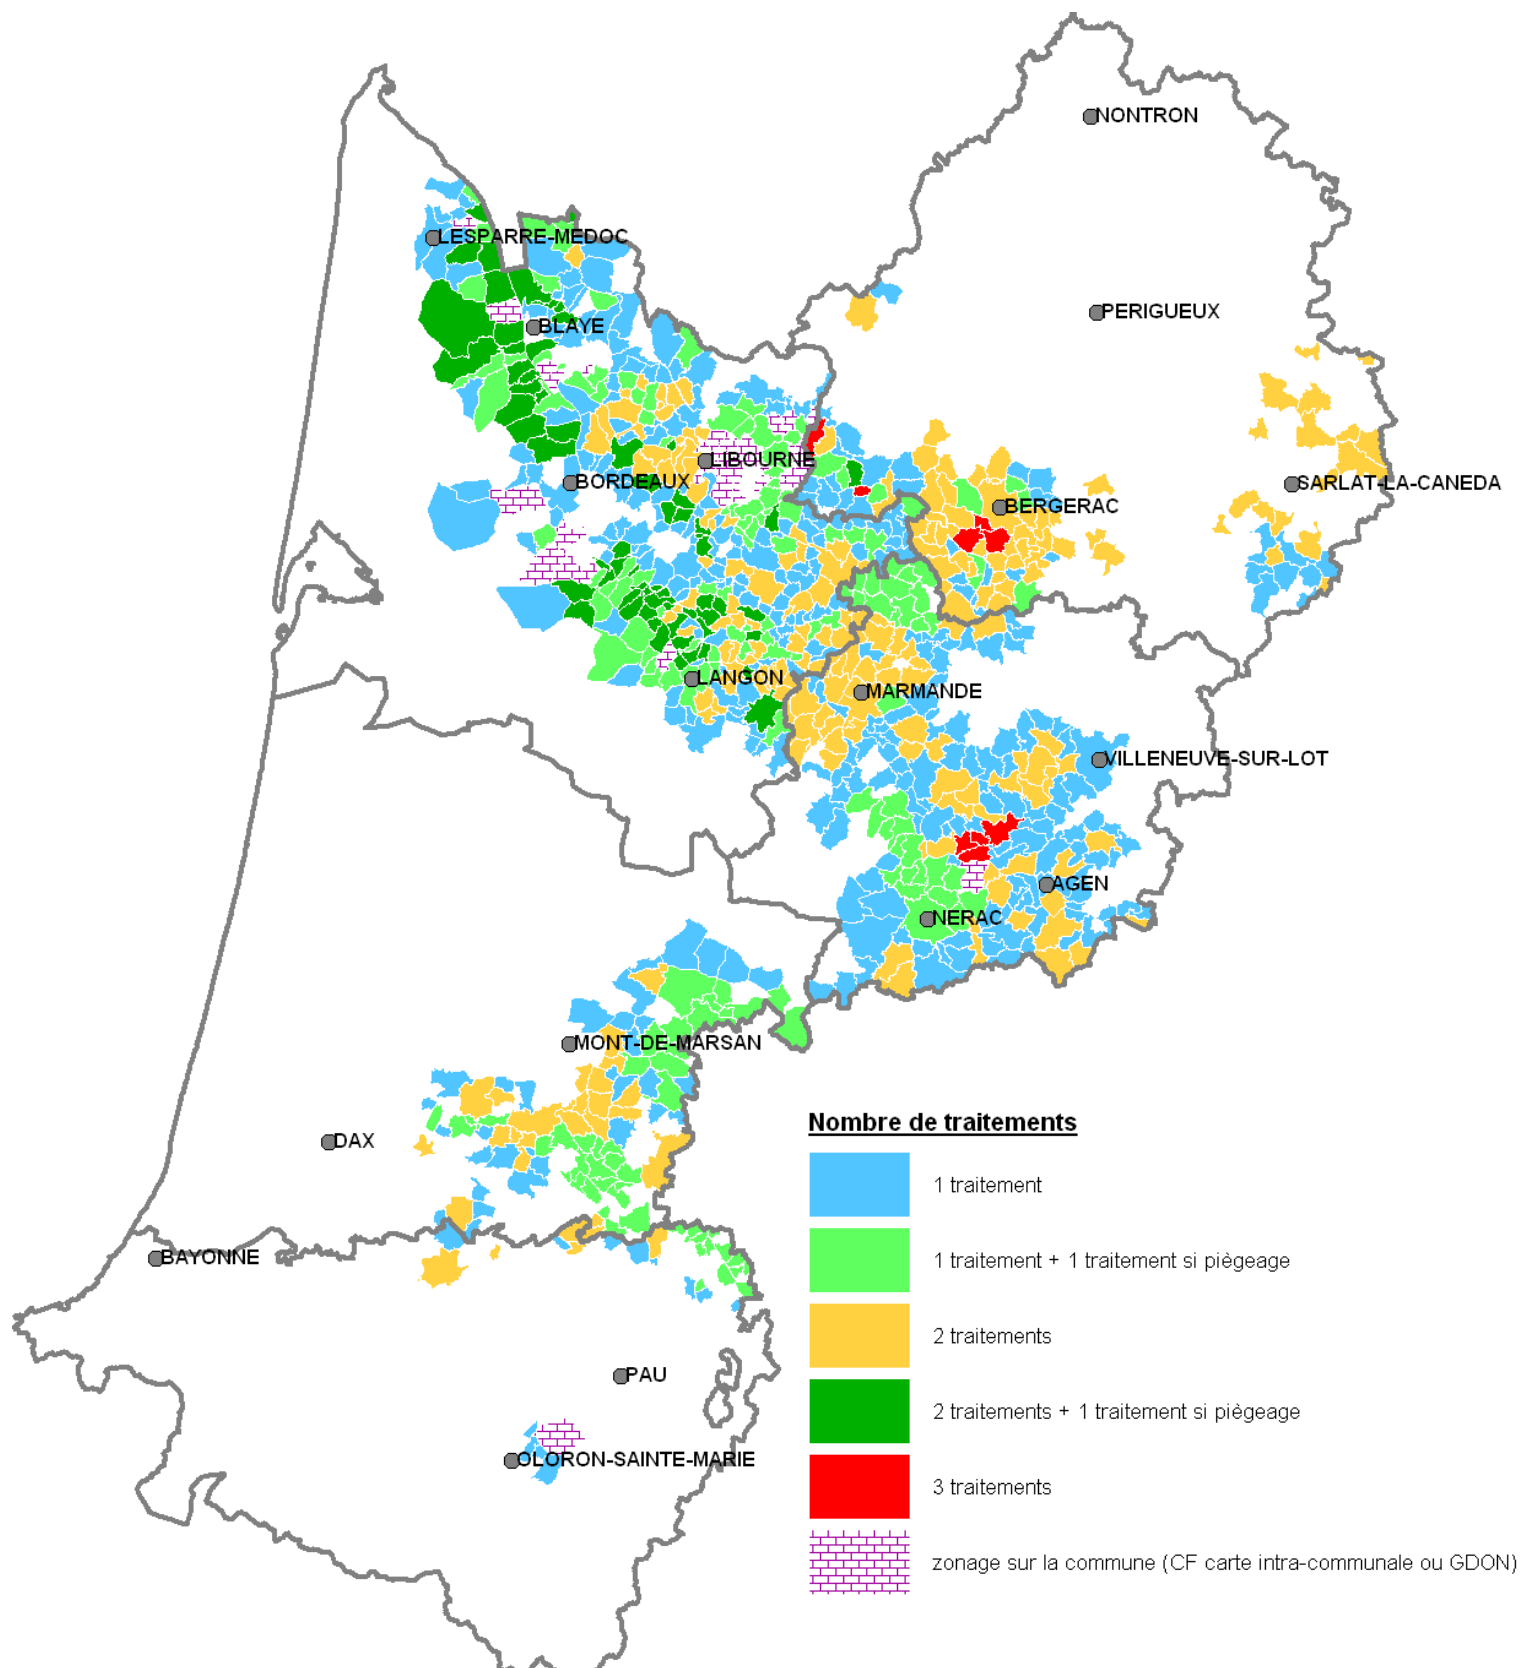 NONTRON
LESPARRE-MEDOC
PERIGUEUX
BLAYE
LIBOURNE
BORDEAUX
SARLAT-LA-CANEDA
BERGERAC
LANGON
MARMANDE
VILLENEUVE-SUR-LOT
AGEN
NERAC
MONT-DE-MARSAN
DAX
BAYONNE
PAU
OLORON-SAINTE-MARIE
Nombre de traitements
1 traitement
1 traitement + 1 traitement si piègeage
2 traitements
2 traitements + 1 traitement si piègeage
3 traitements
zonage sur la commune (CF carte intra-communale ou GDON)